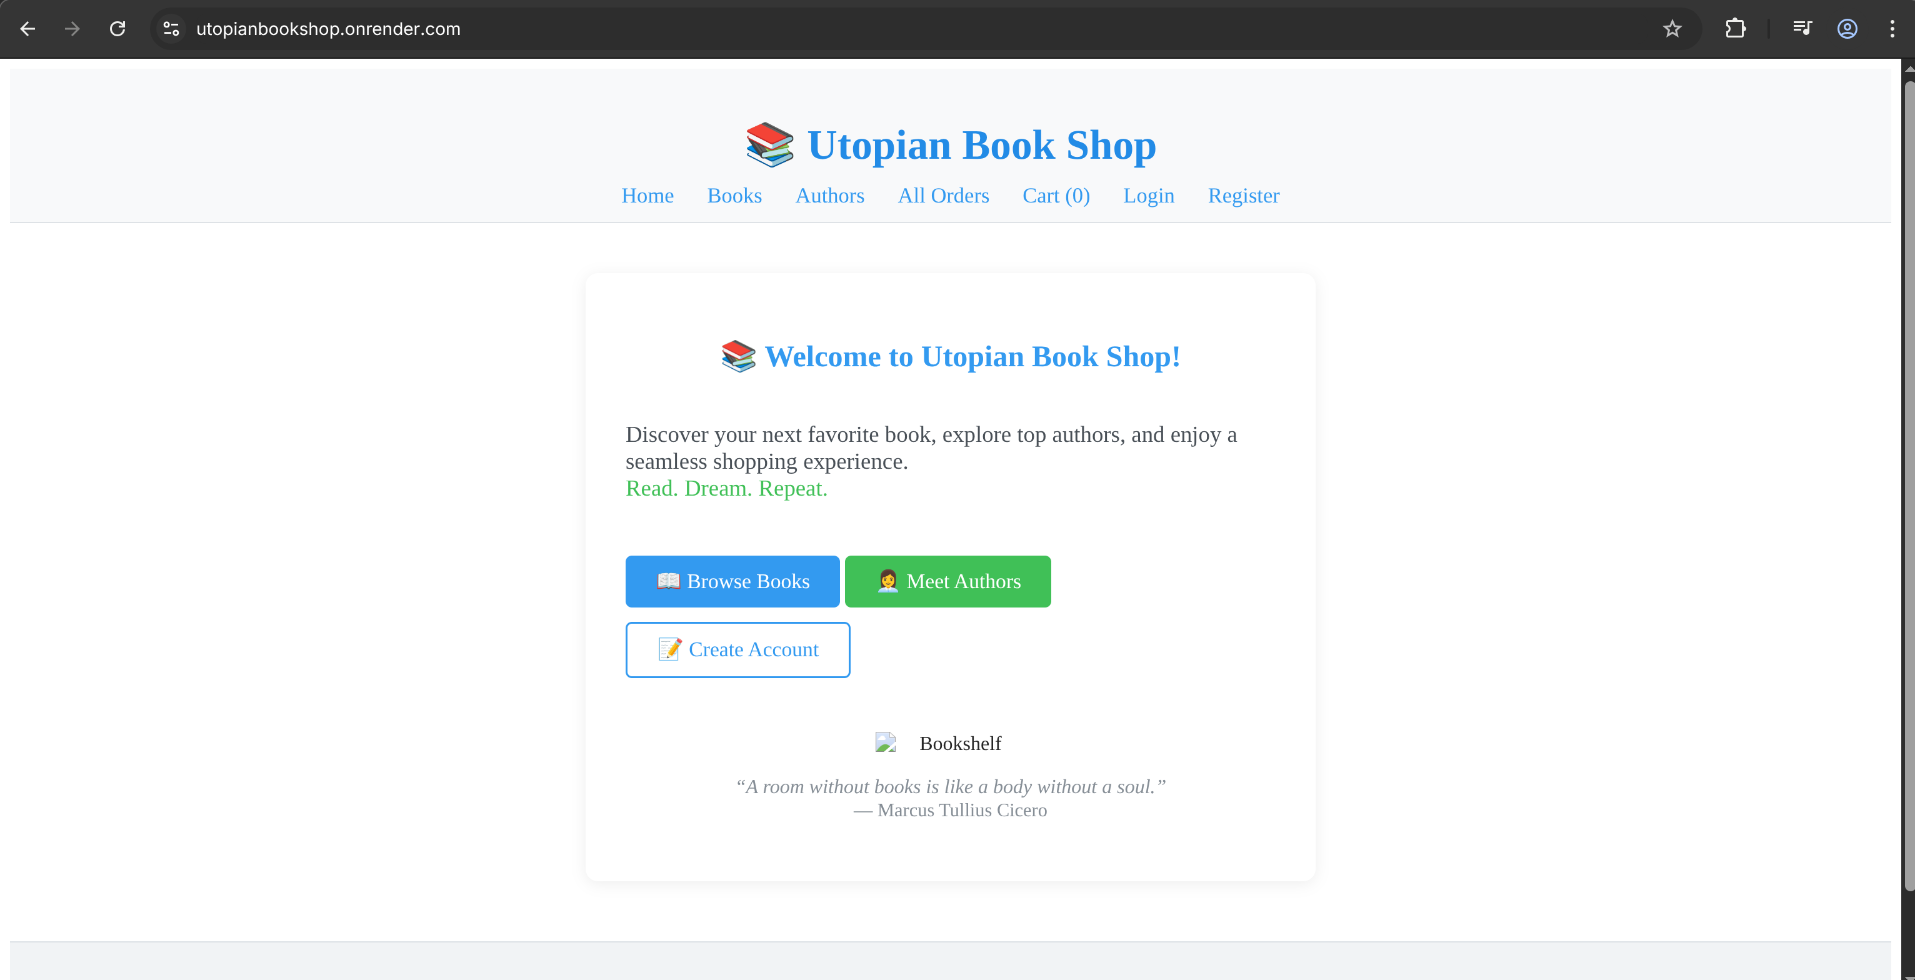 utopianbookshop.onrender.com
📚 Utopian Book Shop
Home Books Authors All Orders Cart (0) Login Register
📚 Welcome to Utopian Book Shop!
Discover your next favorite book, explore top authors, and enjoy a
seamless shopping experience.
Read. Dream. Repeat.
📖 Browse Books 👩‍💼 Meet Authors
📝 Create Account
Bookshelf
“A room without books is like a body without a soul.”
— Marcus Tullius Cicero